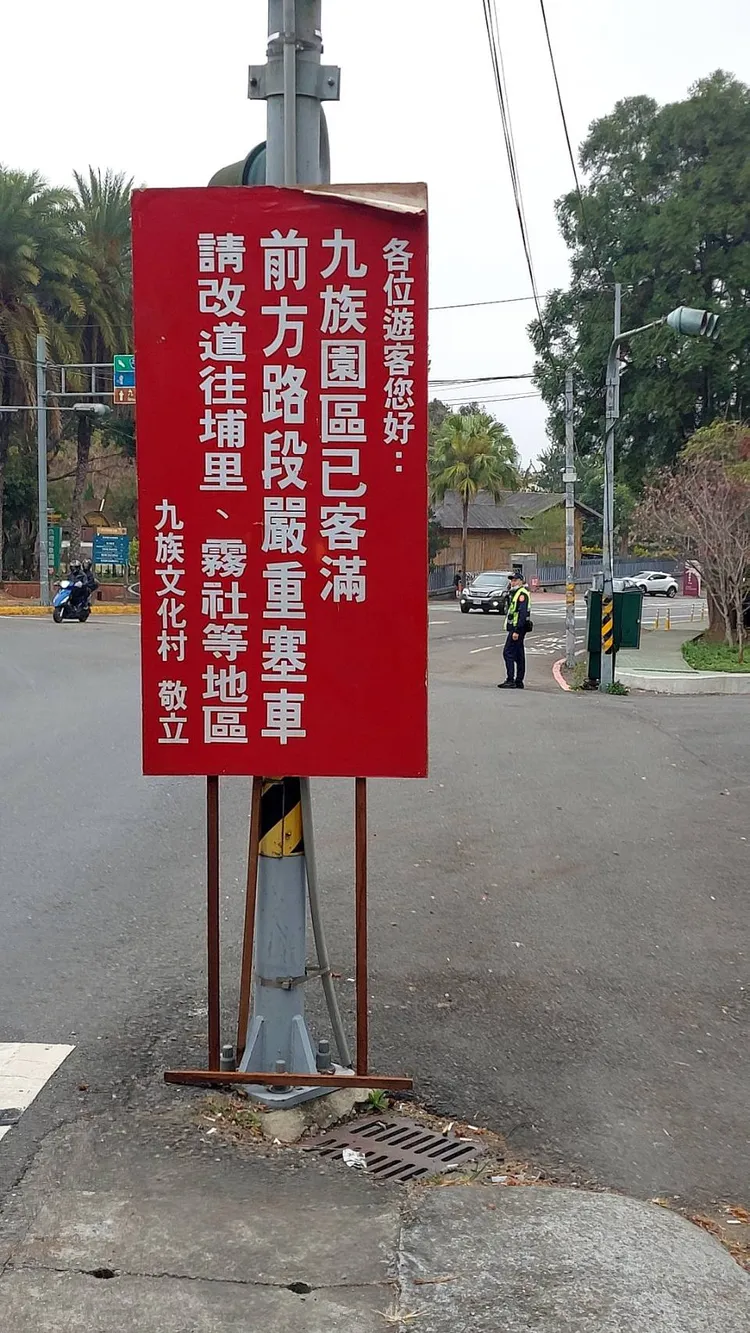 各位遊客您好：
九族園區已客滿
前方路段嚴重塞車
請改道往埔里、霧社等地區
九族文化村 敬立